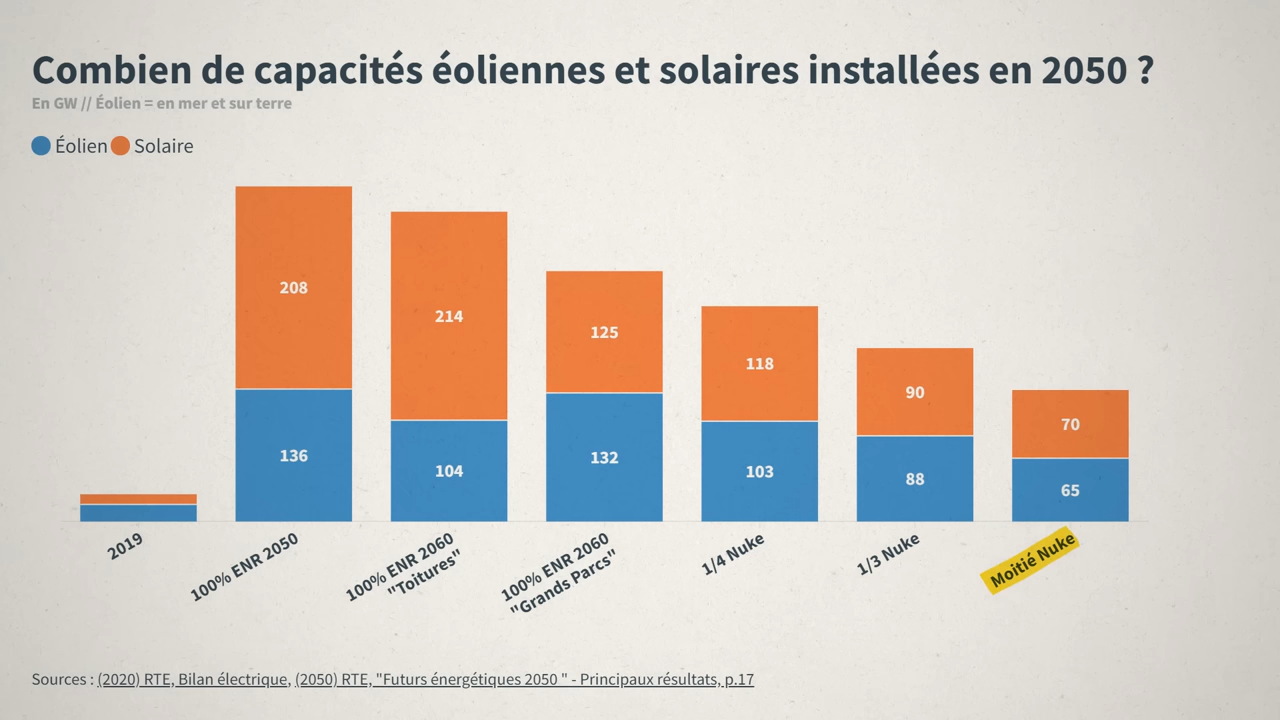 Combien de capacités éoliennes et solaires installées en 2050 ?
En GW // Éolien = en mer et sur terre
Éolien Solaire
208
214
125
118
90
70
136
104
132
103
88
65
2019
100% ENR 2050
100% ENR 2060
"Toitures"
100% ENR 2060
"Grands Parcs"
1/4 Nuke
1/3 Nuke
Moitié Nuke
Sources : (2020) RTE, Bilan électrique, (2050) RTE, "Futurs énergétiques 2050 " - Principaux résultats, p.17